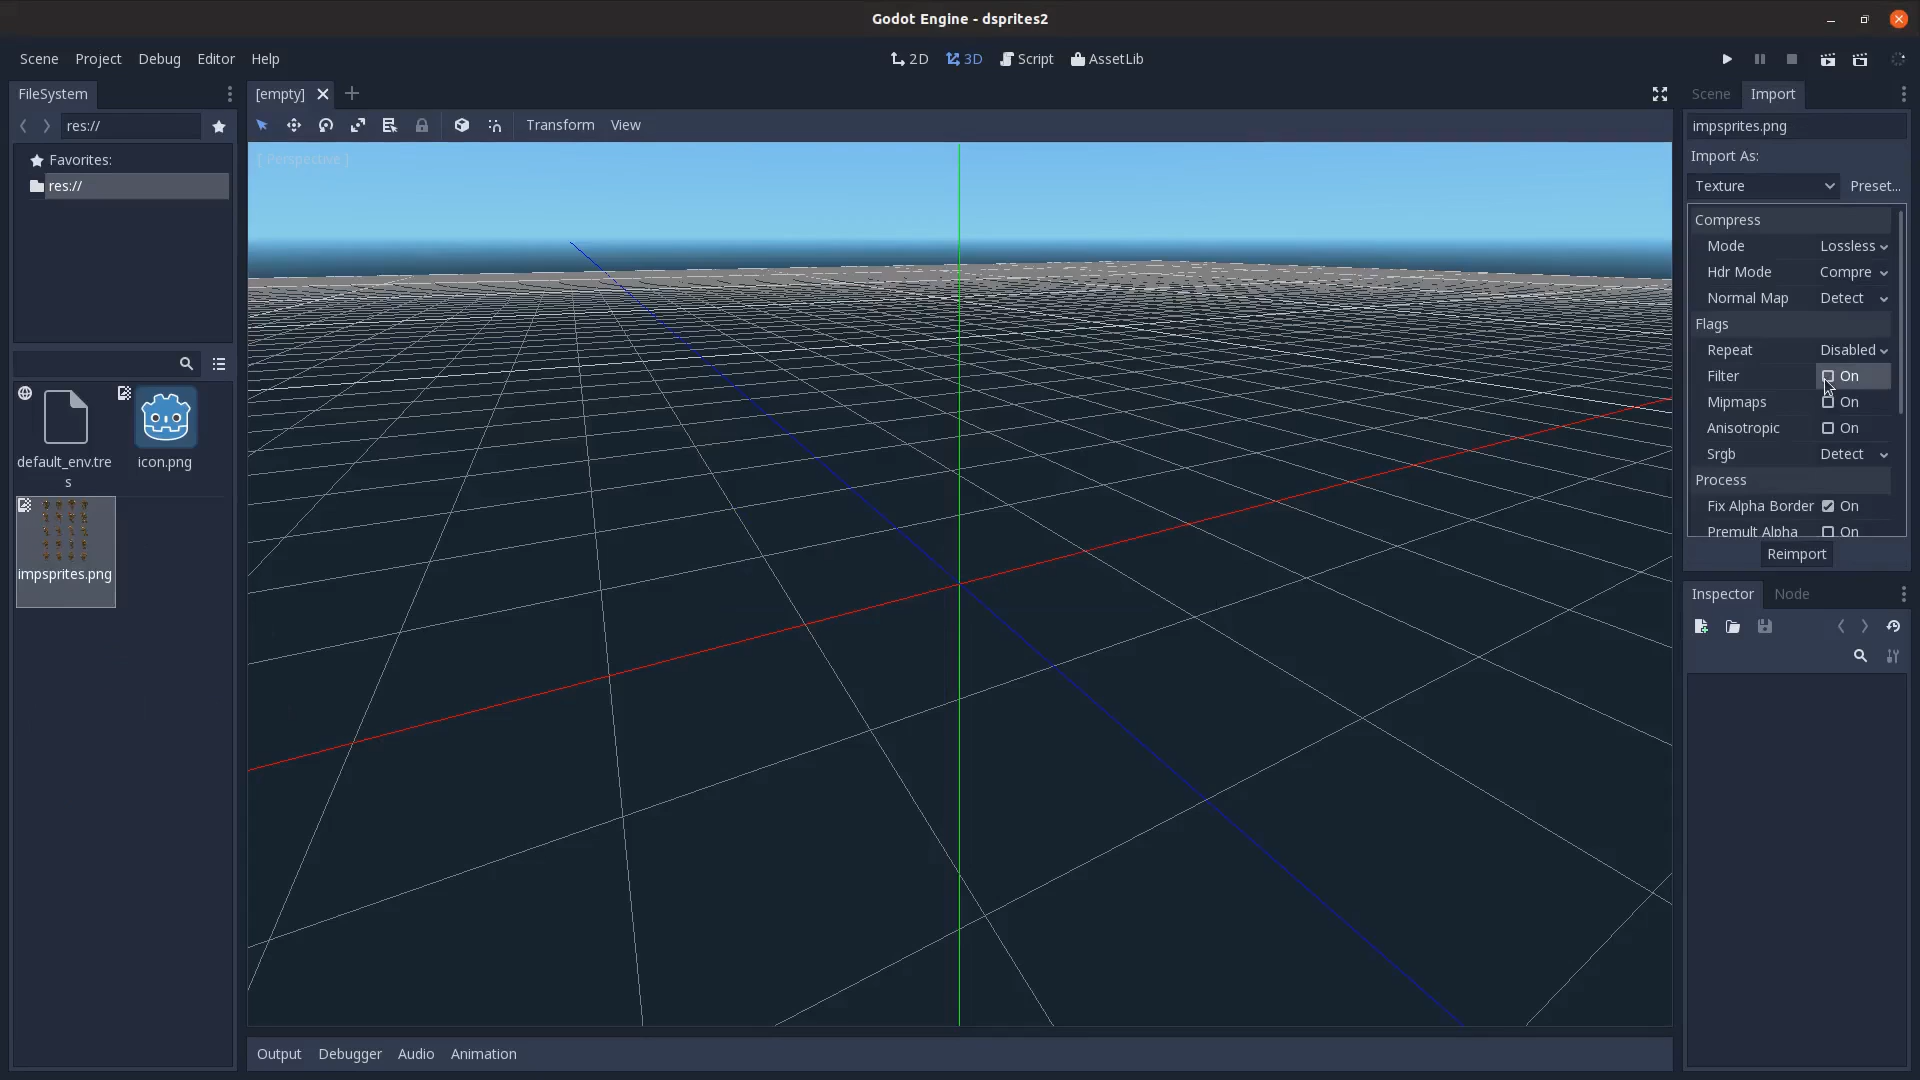 Godot Engine - dsprites2
Scene Project Debug Editor Help
2D 3D Script AssetLib
FileSystem
[empty]
Scene Import
res://
Transform View
impsprites.png
Favorites:
res://
[ Perspective ]
Import As:
Texture Preset...
Compress
Mode Lossless
Hdr Mode Compre
Normal Map Detect
Flags
Repeat Disabled
Filter On
Mipmaps On
Anisotropic On
Srgb Detect
Process
Fix Alpha Border On
Premult Alpha On
Reimport
default_env.tre
s
icon.png
impsprites.png
Inspector Node
Output Debugger Audio Animation